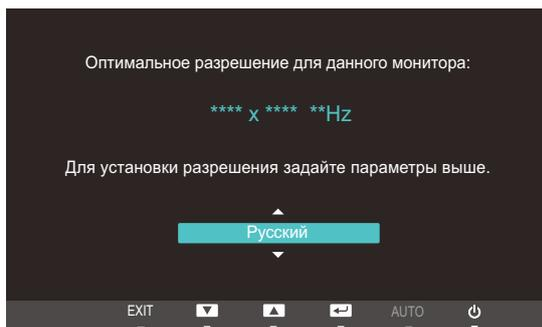 Оптимальное разрешение для данного монитора:
**** x **** **Hz
Для установки разрешения задайте параметры выше.
Русский
EXIT AUTO